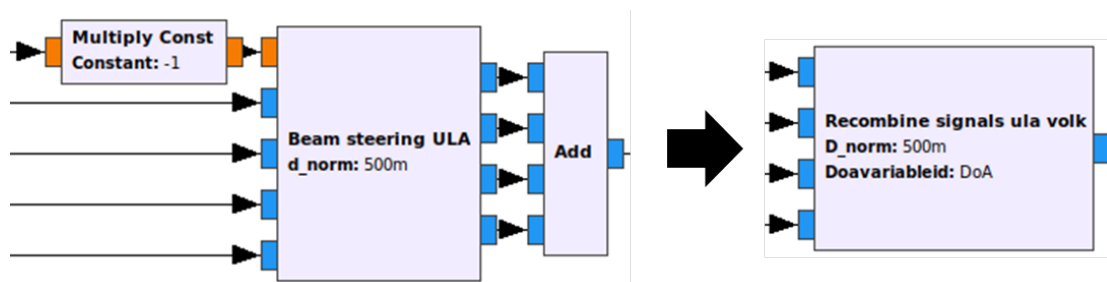 Multiply Const
Constant: -1
Beam steering ULA
d_norm: 500m
Add
Recombine signals ula volk
D_norm: 500m
Doavariableid: DoA